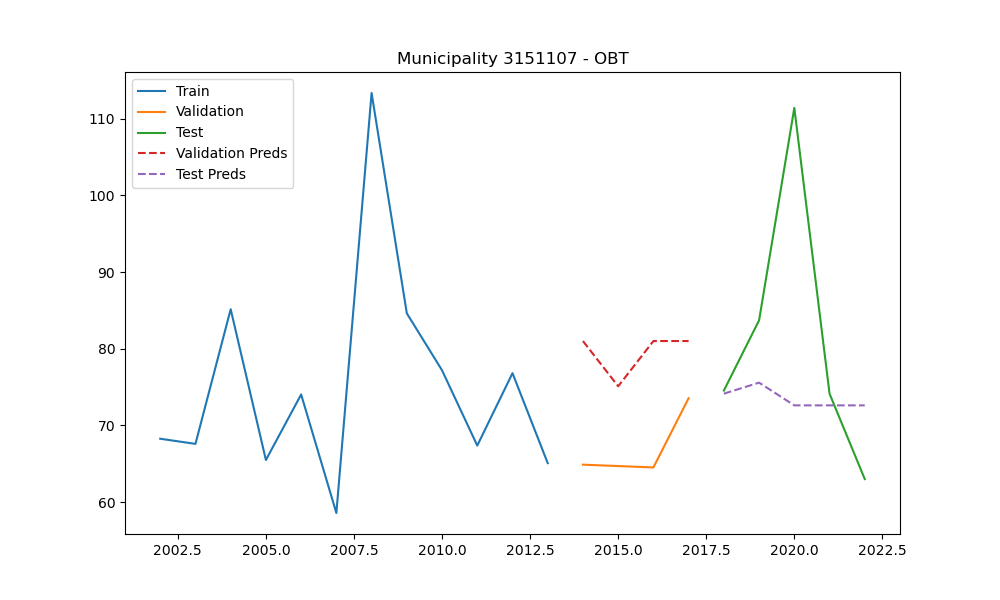 Municipality 3151107 - OBT
Train
Validation
Test
Validation Preds
Test Preds
110
100
90
80
70
60
2002.5 2005.0 2007.5 2010.0 2012.5 2015.0 2017.5 2020.0 2022.5